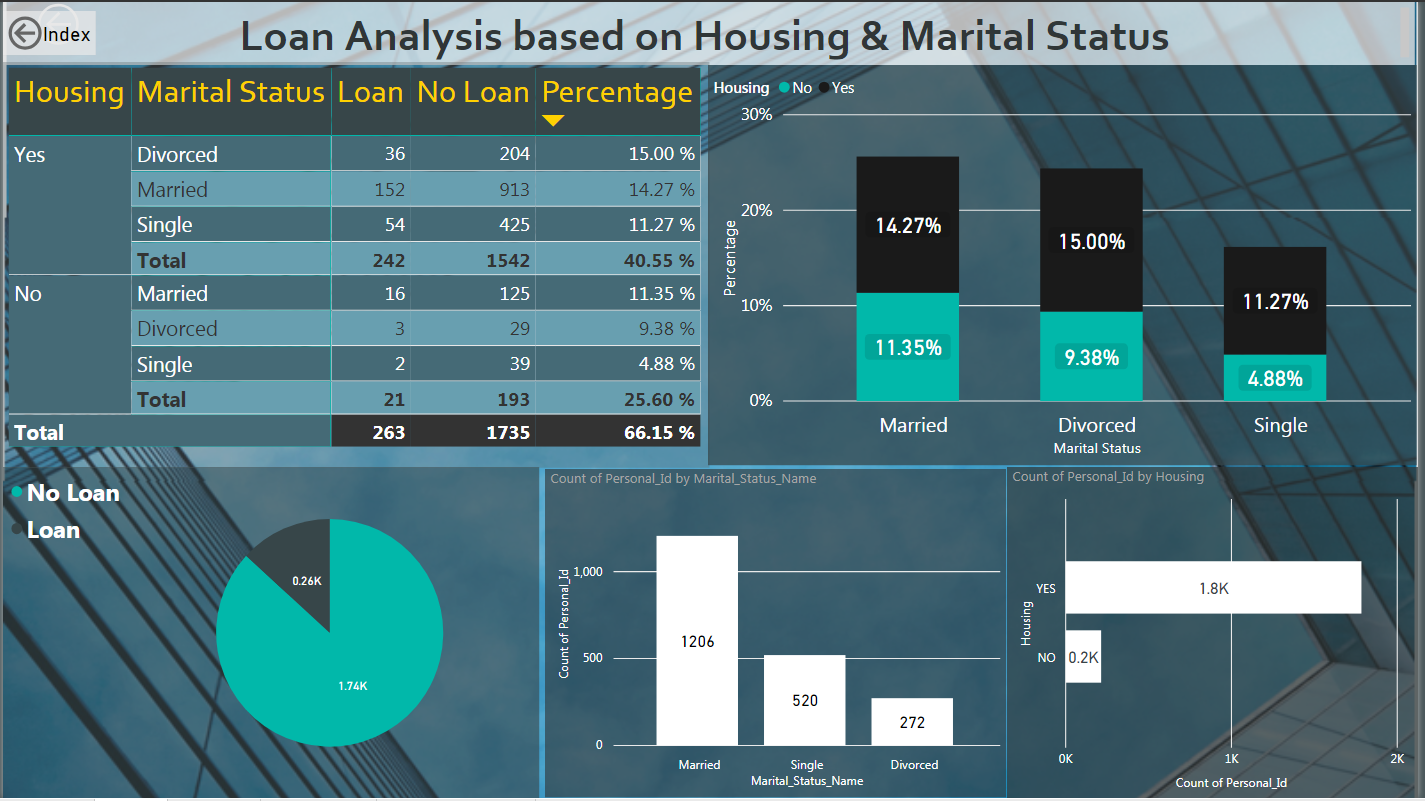 Index
Loan Analysis based on Housing & Marital Status
Housing Marital Status Loan No Loan Percentage
Yes Divorced 36 204 15.00 %
Married 152 913 14.27 %
Single 54 425 11.27 %
Total 242 1542 40.55 %
No Married 16 125 11.35 %
Divorced 3 29 9.38 %
Single 2 39 4.88 %
Total 21 193 25.60 %
Total 263 1735 66.15 %
Housing No Yes
30%
20%
10%
0%
Percentage
14.27%
15.00%
11.27%
11.35%
9.38%
4.88%
Married Divorced Single
Marital Status
No Loan
Loan
0.26K
1.74K
Count of Personal_Id by Marital_Status_Name
Count of Personal_Id
1,000
500
0
1206
520
272
Married Single Divorced
Marital_Status_Name
Count of Personal_Id by Housing
Housing
YES 1.8K
NO 0.2K
0K 1K 2K
Count of Personal_Id